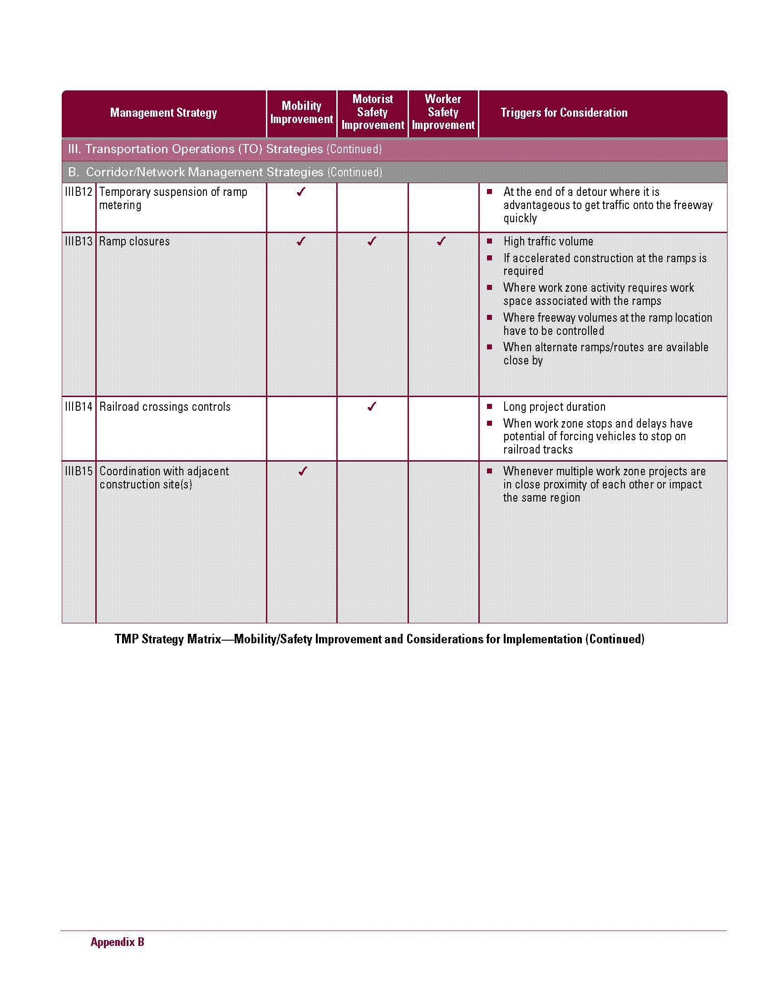 Management Strategy
Mobility
Improvement
Motorist
Safety
Improvement
Worker
Safety
Improvement
Triggers for Consideration
III. Transportation Operations (TO) Strategies (Continued)
B. Corridor/Network Management Strategies (Continued)
IIIB12 Temporary suspension of ramp
metering
✓
■ At the end of a detour where it is
advantageous to get traffic onto the freeway
quickly
IIIB13 Ramp closures ✓ ✓ ✓
■ High traffic volume
■ If accelerated construction at the ramps is
required
■ Where work zone activity requires work
space associated with the ramps
■ Where freeway volumes at the ramp location
have to be controlled
■ When alternate ramps/routes are available
close by
IIIB14 Railroad crossings controls ✓
■ Long project duration
■ When work zone stops and delays have
potential of forcing vehicles to stop on
railroad tracks
IIIB15 Coordination with adjacent
construction site(s)
✓
■ Whenever multiple work zone projects are
in close proximity of each other or impact
the same region
TMP Strategy Matrix—Mobility/Safety Improvement and Considerations for Implementation (Continued)
Appendix B